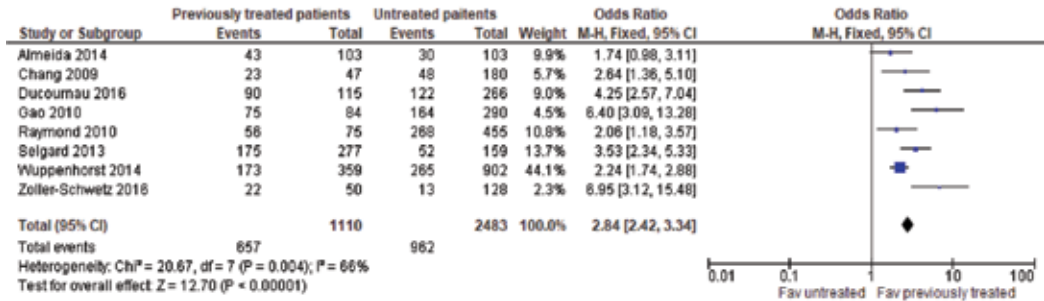 Previously treated patients Untreated paitents Odds Ratio Odds Ratio
Study or Subgroup Events Total Events Total Weight M-H, Fixed, 95% CI M-H, Fixed, 95% CI
Almeida 2014 43 103 30 103 9.9% 1.74 [0.98, 3.11]
Chang 2009 23 47 48 180 5.7% 2.64 [1.36, 5.10]
Ducournau 2016 90 115 122 266 9.0% 4.25 [2.57, 7.04]
Gao 2010 75 84 164 290 4.5% 6.40 [3.09, 13.28]
Raymond 2010 56 75 268 455 10.8% 2.06 [1.18, 3.57]
Selgard 2013 175 277 52 159 13.7% 3.53 [2.34, 5.33]
Wuppenhorst 2014 173 359 265 902 44.1% 2.24 [1.74, 2.88]
Zoller-Schwetz 2016 22 50 13 128 2.3% 6.95 [3.12, 15.48]
Total (95% CI) 1110 2483 100.0% 2.84 [2.42, 3.34]
Total events 657 962
Heterogeneity: Chi² = 20.67, df = 7 (P = 0.004); I² = 66%
Test for overall effect: Z = 12.70 (P < 0.00001)
0.01 0.1 1 10 100
Fav untreated Fav previously treated